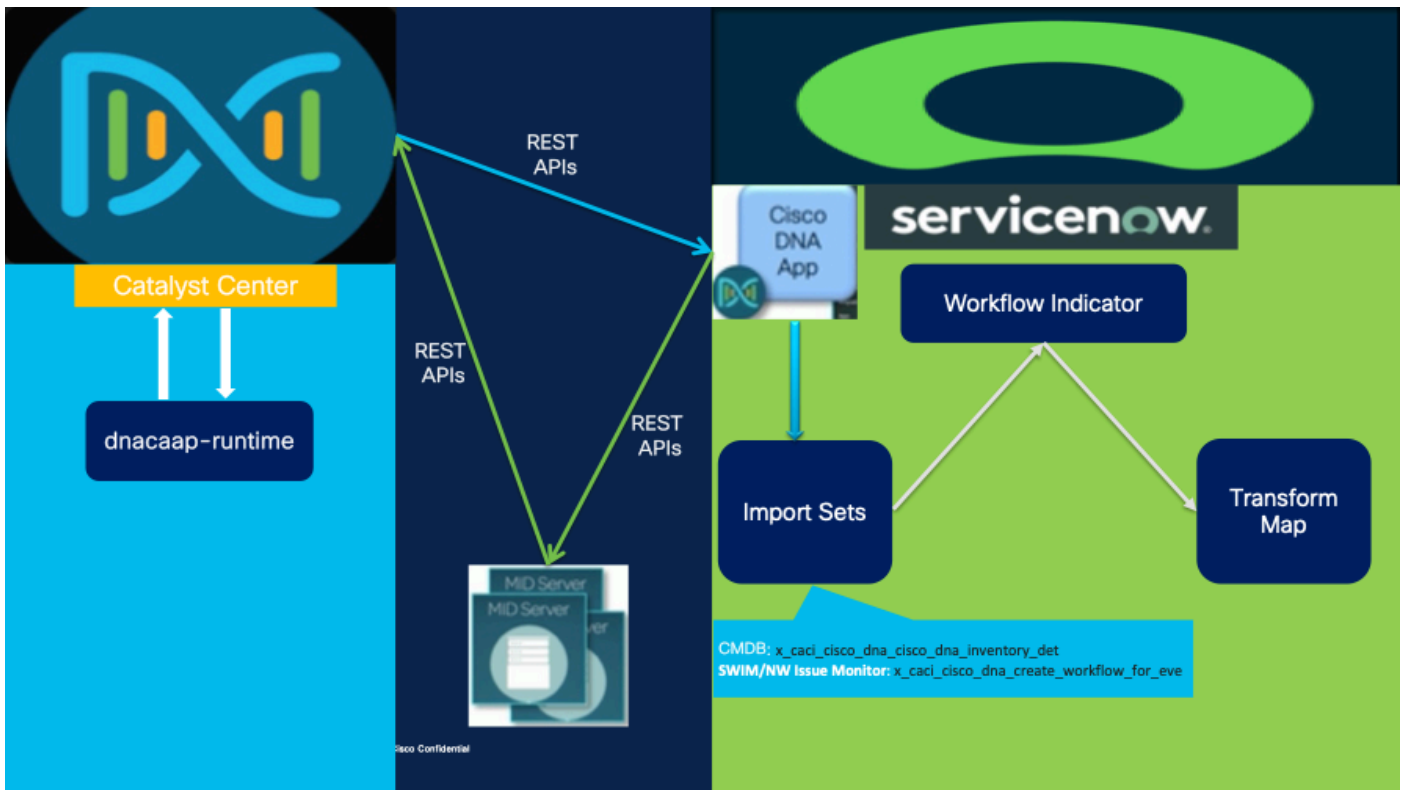 REST
APIs
Cisco
DNA
App
servicenow.
Catalyst Center
Workflow Indicator
REST
APIs
dnacaap-runtime
REST
APIs
Import Sets
Transform
Map
MID Server
MID Server
CMDB: x_caci_cisco_dna_cisco_dna_inventory_det
SWIM/NW Issue Monitor: x_caci_cisco_dna_create_workflow_for_eve
Cisco Confidential